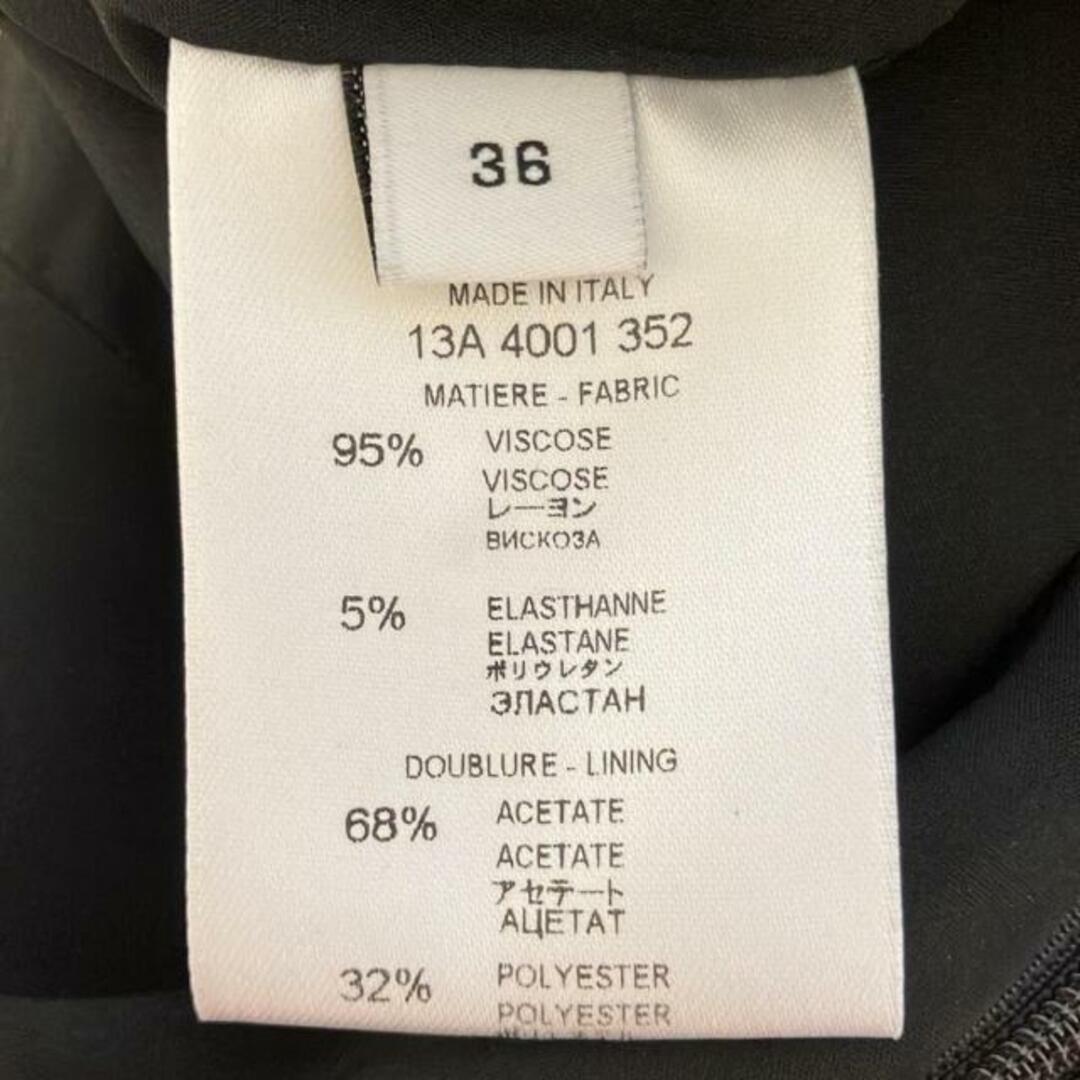 36
MADE IN ITALY
13A 4001 352
MATIERE - FABRIC
95% VISCOSE
VISCOSE
レーヨン
ВИСКОЗА
5% ELASTHANNE
ELASTANE
ポリウレタン
ЭЛАСТАН
DOUBLURE - LINING
68% ACETATE
ACETATE
アセテート
АЦЕТАТ
32% POLYESTER
POLYESTER